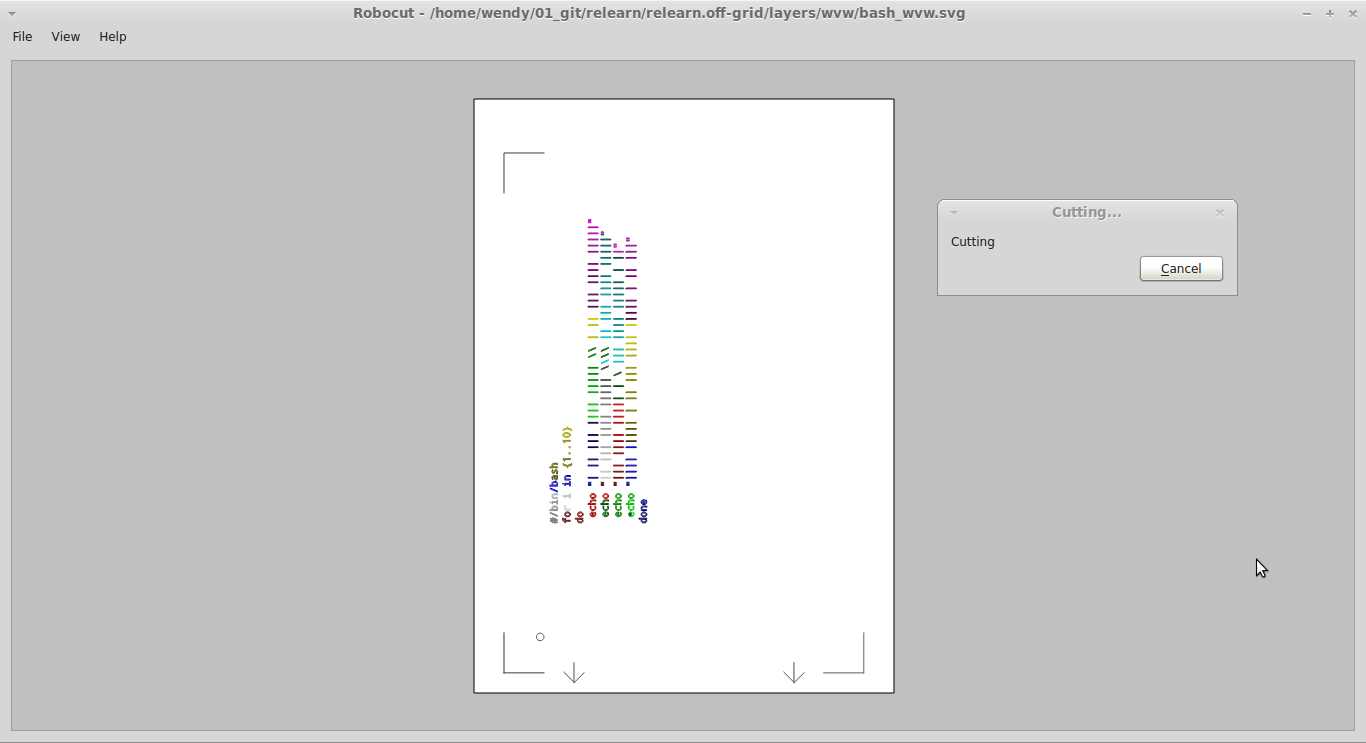 Robocut - /home/wendy/01_git/relearn/relearn.off-grid/layers/wvw/bash_wvw.svg
File View Help
#/bin/bash
for i in {1..10}
do
echo
echo
echo
echo
done
Cutting...
Cutting
Cancel